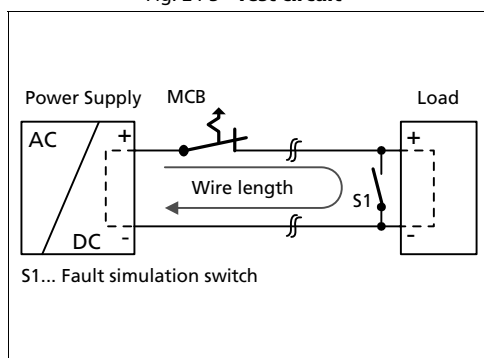 Fig. 24-3 Test circuit
Power Supply MCB Load
AC + +
Wire length
S1
DC - -
S1... Fault simulation switch